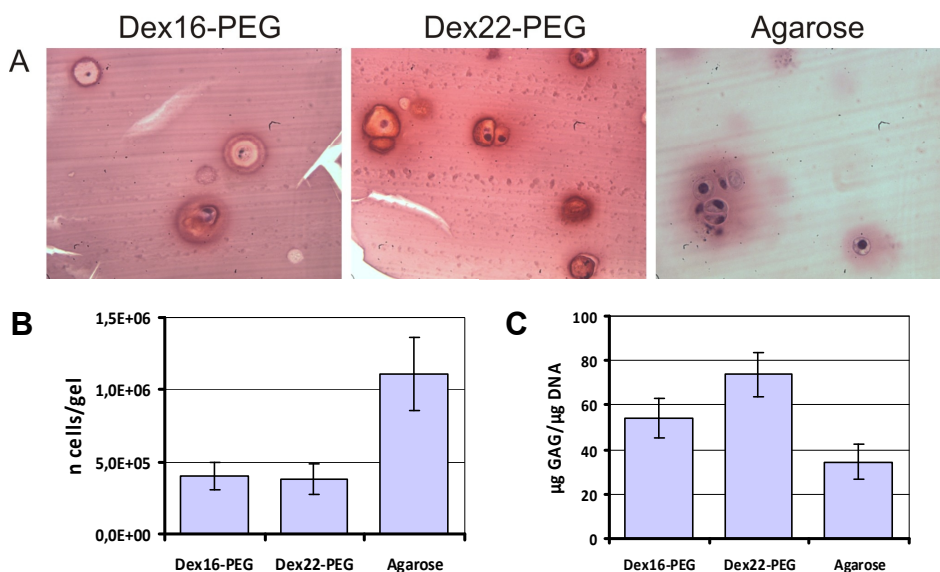 Dex16-PEG Dex22-PEG Agarose
A
B
n cells/gel
1,5E+06
1,0E+06
5,0E+05
0,0E+00
Dex16-PEG Dex22-PEG Agarose
C
µg GAG/µg DNA
100
80
60
40
20
0
Dex16-PEG Dex22-PEG Agarose